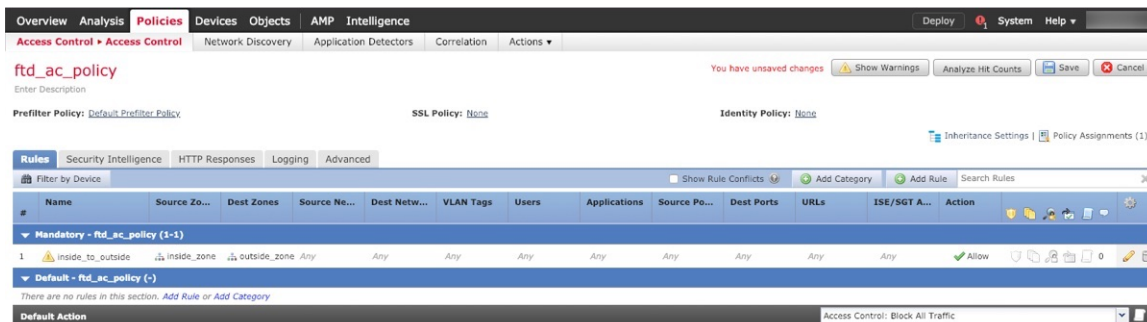 Overview Analysis Policies Devices Objects AMP Intelligence Deploy 1 System Help
Access Control ▸ Access Control Network Discovery Application Detectors Correlation Actions
ftd_ac_policy You have unsaved changes Show Warnings Analyze Hit Counts Save Cancel
Enter Description
Prefilter Policy: Default Prefilter Policy SSL Policy: None Identity Policy: None
Inheritance Settings | Policy Assignments (1)
Rules Security Intelligence HTTP Responses Logging Advanced
Filter by Device Show Rule Conflicts Add Category Add Rule Search Rules
# Name Source Zo... Dest Zones Source Ne... Dest Netw... VLAN Tags Users Applications Source Po... Dest Ports URLs ISE/SGT A... Action
Mandatory - ftd_ac_policy (1-1)
1 inside_to_outside inside_zone outside_zone Any Any Any Any Any Any Any Any Any Allow 0
Default - ftd_ac_policy (-)
There are no rules in this section. Add Rule or Add Category
Default Action Access Control: Block All Traffic